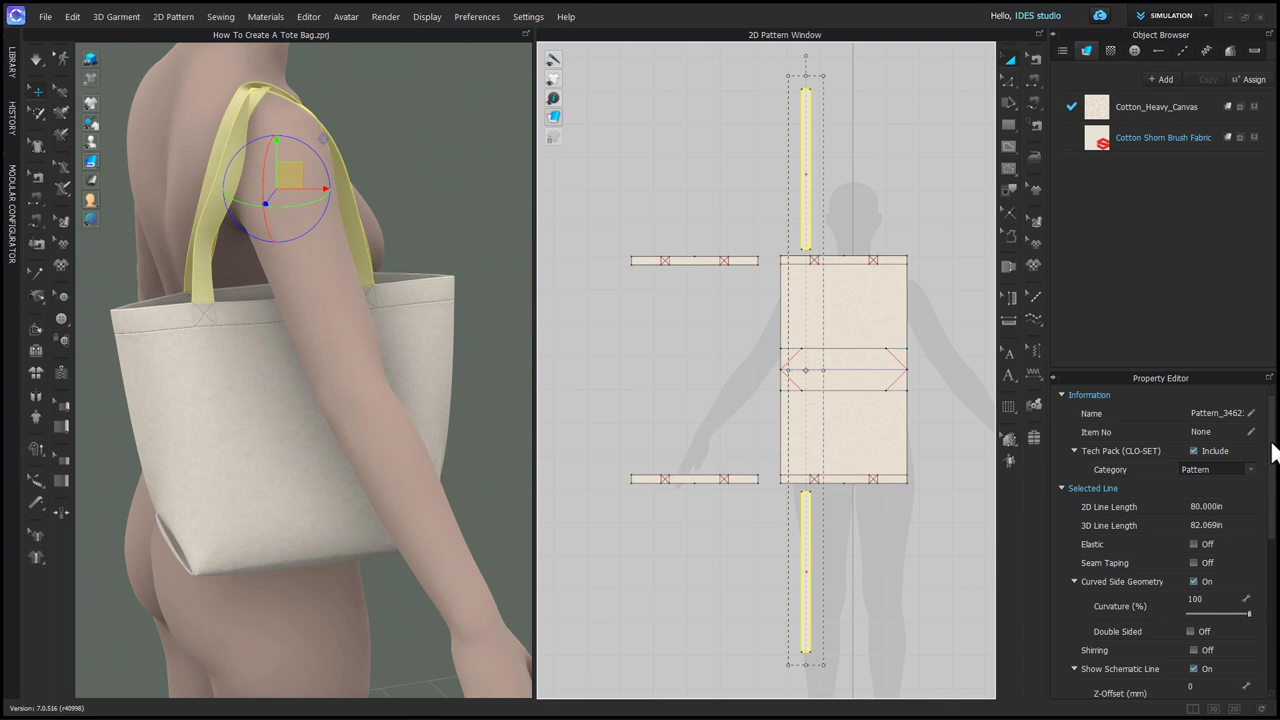 File Edit 3D Garment 2D Pattern Sewing Materials Editor Avatar Render Display Preferences Settings Help
Hello, IDES studio
SIMULATION
LIBRARY
HISTORY
MODULAR CONFIGURATOR
How To Create A Tote Bag.zprj
2D Pattern Window
Object Browser
+ Add
Copy
Assign
Cotton_Heavy_Canvas
Cotton Shorn Brush Fabric
Property Editor
Information
Name Pattern_3462
Item No None
Tech Pack (CLO-SET) Include
Category Pattern
Selected Line
2D Line Length 80.000in
3D Line Length 82.069in
Elastic Off
Seam Taping Off
Curved Side Geometry On
Curvature (%) 100
Double Sided Off
Shirring Off
Show Schematic Line On
Z-Offset (mm) 0
Version: 7.0.516 (r40998)
3D
2D